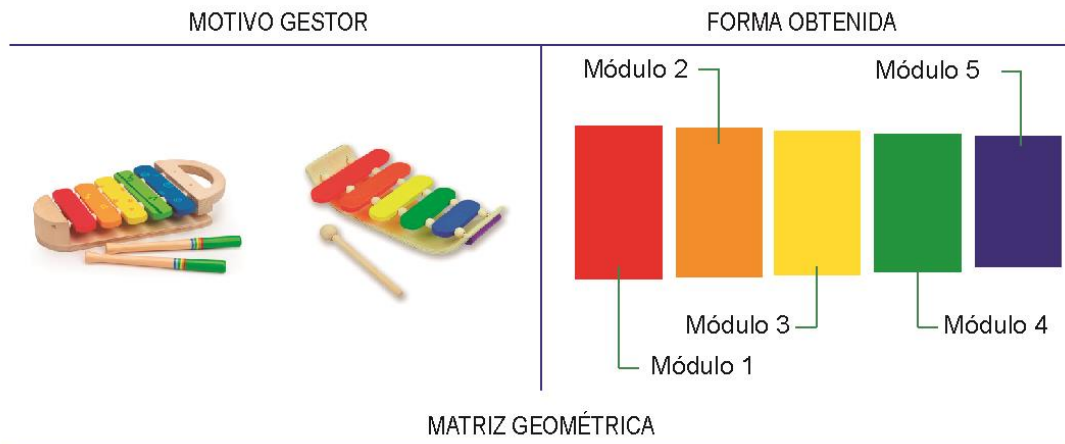 MOTIVO GESTOR
FORMA OBTENIDA
Módulo 2
Módulo 5
Módulo 3
Módulo 4
Módulo 1
MATRIZ GEOMÉTRICA